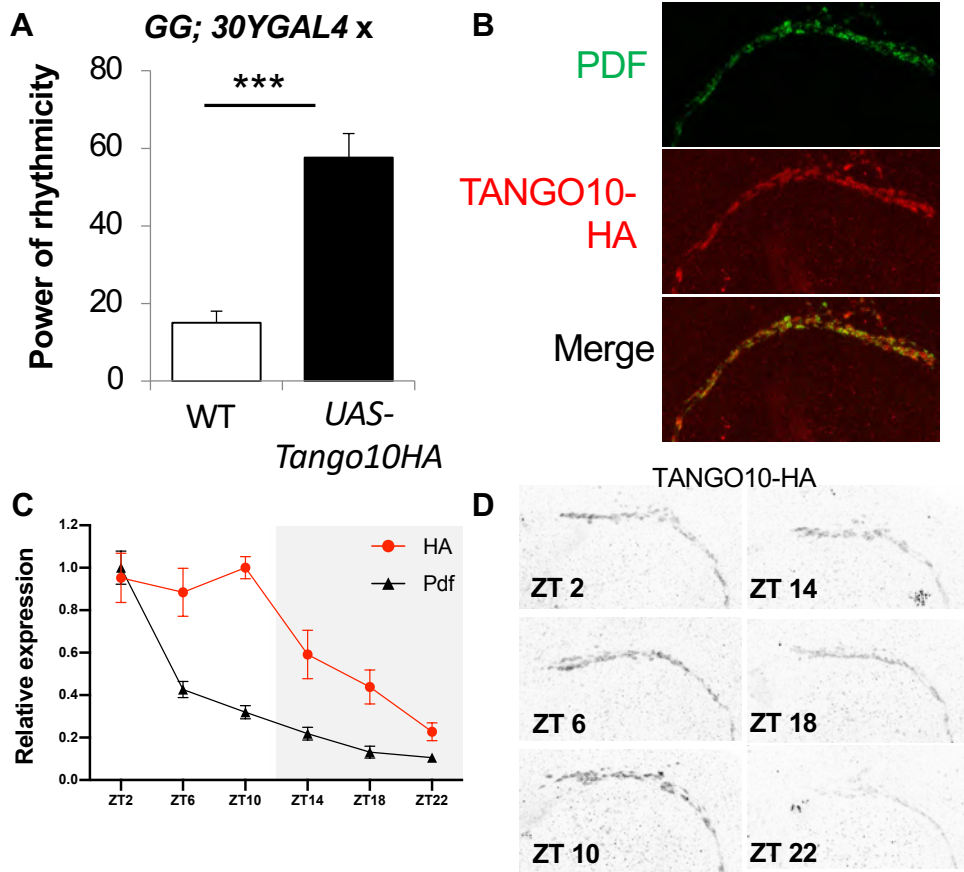 A
GG; 30YGAL4 x
***
Power of rhythmicity
80
60
40
20
0
WT
UAS-
Tango10HA
B
PDF
TANGO10-
HA
Merge
C
Relative expression
1.2
1.0
0.8
0.6
0.4
0.2
0.0
HA
Pdf
ZT2
ZT6
ZT10
ZT14
ZT18
ZT22
D
TANGO10-HA
ZT 2
ZT 14
ZT 6
ZT 18
ZT 10
ZT 22